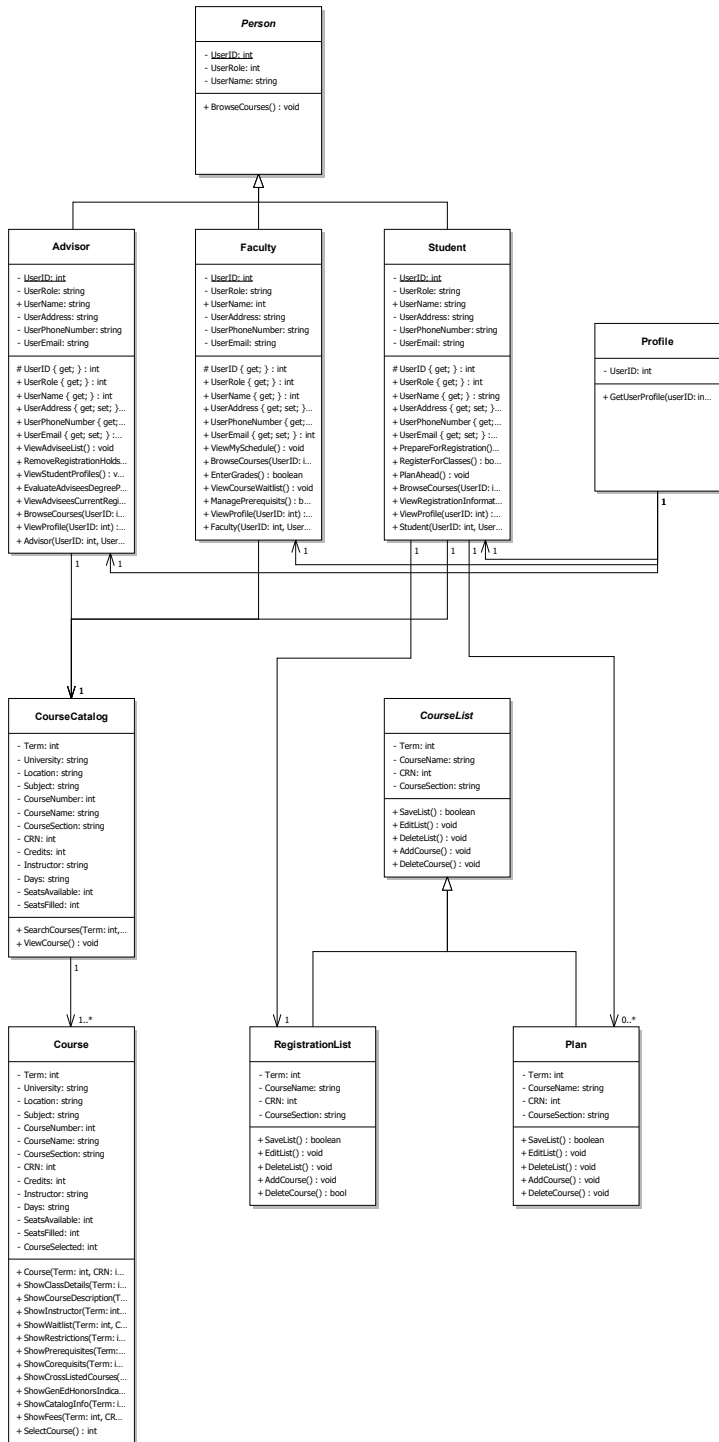 Person
- UserID: int
- UserRole: int
- UserName: string
+ BrowseCourses() : void
Advisor
- UserID: int
- UserRole: string
+ UserName: string
- UserAddress: string
- UserPhoneNumber: string
- UserEmail: string
# UserID { get; } : int
+ UserRole { get; } : int
+ UserName { get; } : int
+ UserAddress { get; set; }...
+ UserPhoneNumber { get;...
+ UserEmail { get; set; } :...
+ ViewAdviseeList() : void
+ RemoveRegistrationHolds...
+ ViewStudentProfiles() : v...
+ EvaluateAdviseesDegreeP...
+ ViewAdviseesCurrentRegi...
+ BrowseCourses(UserID: i...
+ ViewProfile(UserID: int) :...
+ Advisor(UserID: int, User...
Faculty
- UserID: int
- UserRole: string
+ UserName: int
- UserAddress: string
- UserPhoneNumber: string
- UserEmail: string
# UserID { get; } : int
+ UserRole { get; } : int
+ UserName { get; } : int
+ UserAddress { get; set; }...
+ UserPhoneNumber { get;...
+ UserEmail { get; set; } : int
+ ViewMySchedule() : void
+ BrowseCourses(UserID: i...
+ EnterGrades() : boolean
+ ViewCourseWaitlist() : void
+ ManagePrerequisits() : b...
+ ViewProfile(UserID: int) :...
+ Faculty(UserID: int, User...
Student
- UserID: int
- UserRole: string
+ UserName: string
- UserAddress: string
- UserPhoneNumber: string
- UserEmail: string
# UserID { get; } : int
+ UserRole { get; } : int
+ UserName { get; } : string
+ UserAddress { get; set; }...
+ UserPhoneNumber { get;...
+ UserEmail { get; set; } :...
+ PrepareForRegistration()...
+ RegisterForClasses() : bo...
+ PlanAhead() : void
+ BrowseCourses(UserID: i...
+ ViewRegistrationInformat...
+ ViewProfile(userID: int) :...
+ Student(UserID: int, User...
Profile
- UserID: int
+ GetUserProfile(userID: in...
1
1
1
1
1
1
1
1
1
CourseCatalog
- Term: int
- University: string
- Location: string
- Subject: string
- CourseNumber: int
- CourseName: string
- CourseSection: string
- CRN: int
- Credits: int
- Instructor: string
- Days: string
- SeatsAvailable: int
- SeatsFilled: int
+ SearchCourses(Term: int,...
+ ViewCourse() : void
1
1..*
CourseList
- Term: int
- CourseName: string
- CRN: int
- CourseSection: string
+ SaveList() : boolean
+ EditList() : void
+ DeleteList() : void
+ AddCourse() : void
+ DeleteCourse() : void
1
0..*
Course
- Term: int
- University: string
- Location: string
- Subject: string
- CourseNumber: int
- CourseName: string
- CourseSection: string
- CRN: int
- Credits: int
- Instructor: string
- Days: string
- SeatsAvailable: int
- SeatsFilled: int
- CourseSelected: int
+ Course(Term: int, CRN: i...
+ ShowClassDetails(Term: i...
+ ShowCourseDescription(T...
+ ShowInstructor(Term: int...
+ ShowWaitlist(Term: int, C...
+ ShowRestrictions(Term: i...
+ ShowPrerequisites(Term:...
+ ShowCorequisits(Term: i...
+ ShowCrossListedCourses(...
+ ShowGenEdHonorsIndica...
+ ShowCatalogInfo(Term: i...
+ ShowFees(Term: int, CR...
+ SelectCourse() : int
RegistrationList
- Term: int
- CourseName: string
- CRN: int
- CourseSection: string
+ SaveList() : boolean
+ EditList() : void
+ DeleteList() : void
+ AddCourse() : void
+ DeleteCourse() : bool
Plan
- Term: int
- CourseName: string
- CRN: int
- CourseSection: string
+ SaveList() : boolean
+ EditList() : void
+ DeleteList() : void
+ AddCourse() : void
+ DeleteCourse() : void